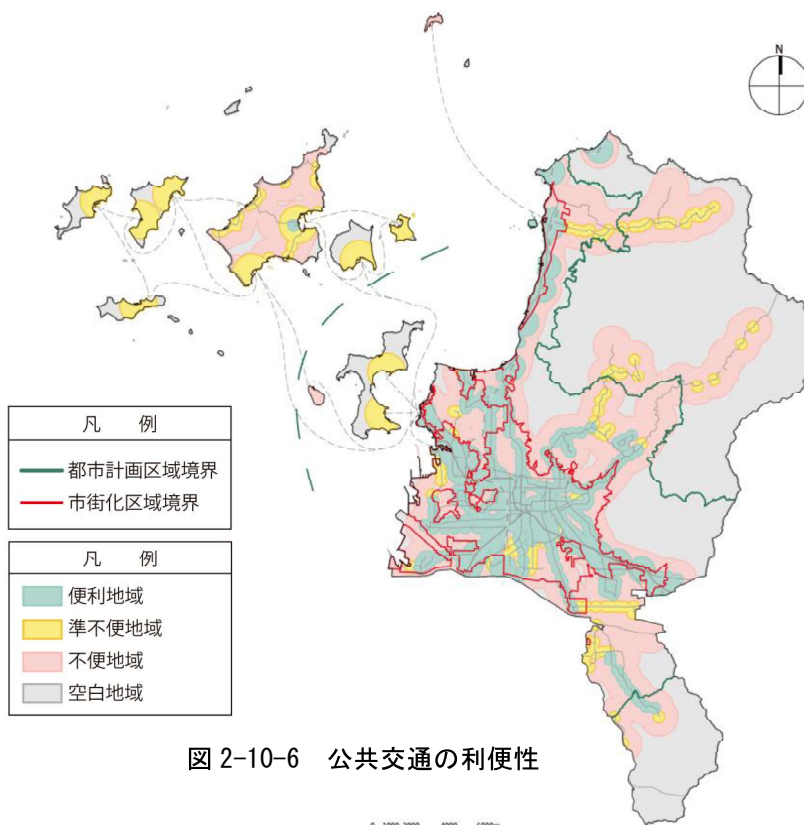 N
凡 例
都市計画区域境界
市街化区域境界
凡 例
便利地域
準不便地域
不便地域
空白地域
図 2-10-6 公共交通の利便性